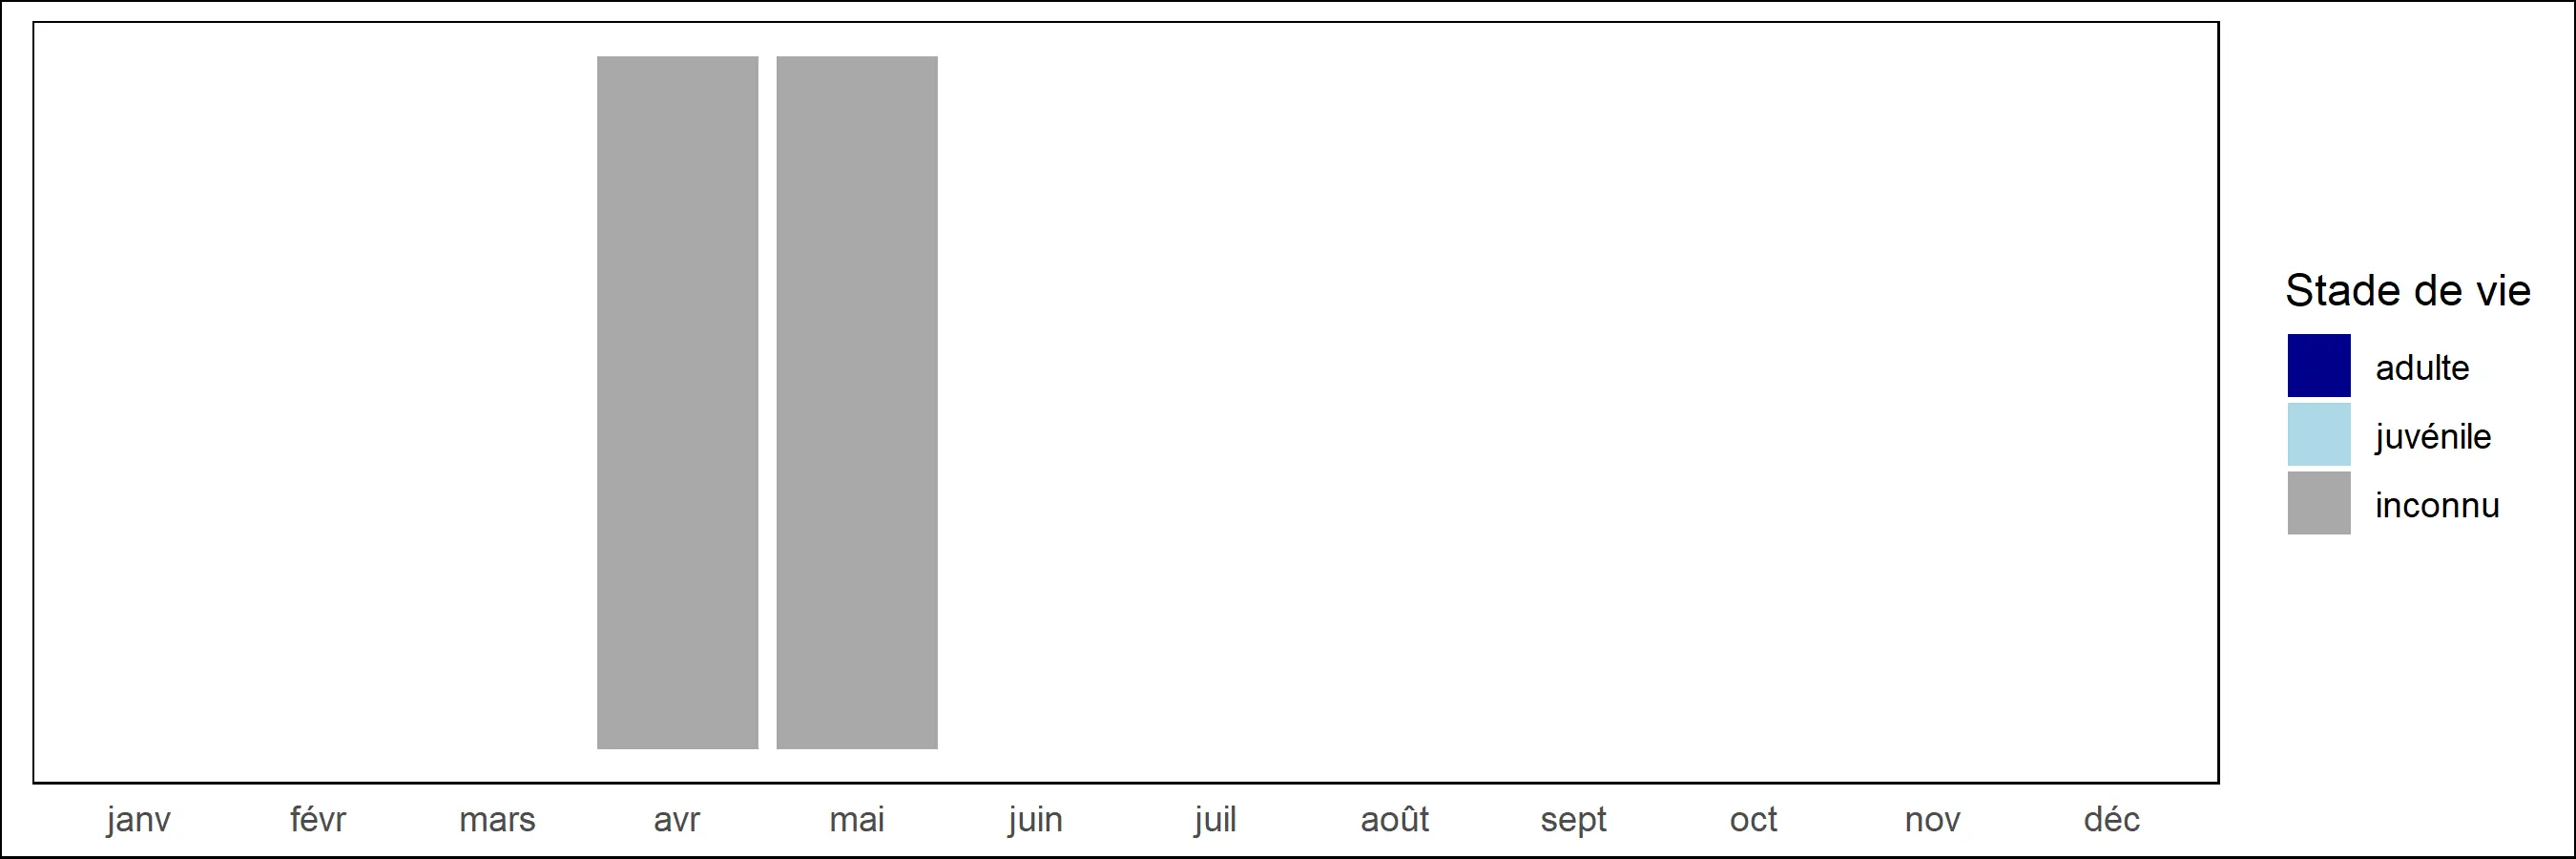 Stade de vie
adulte
juvénile
inconnu
janv févr mars avr mai juin juil août sept oct nov déc